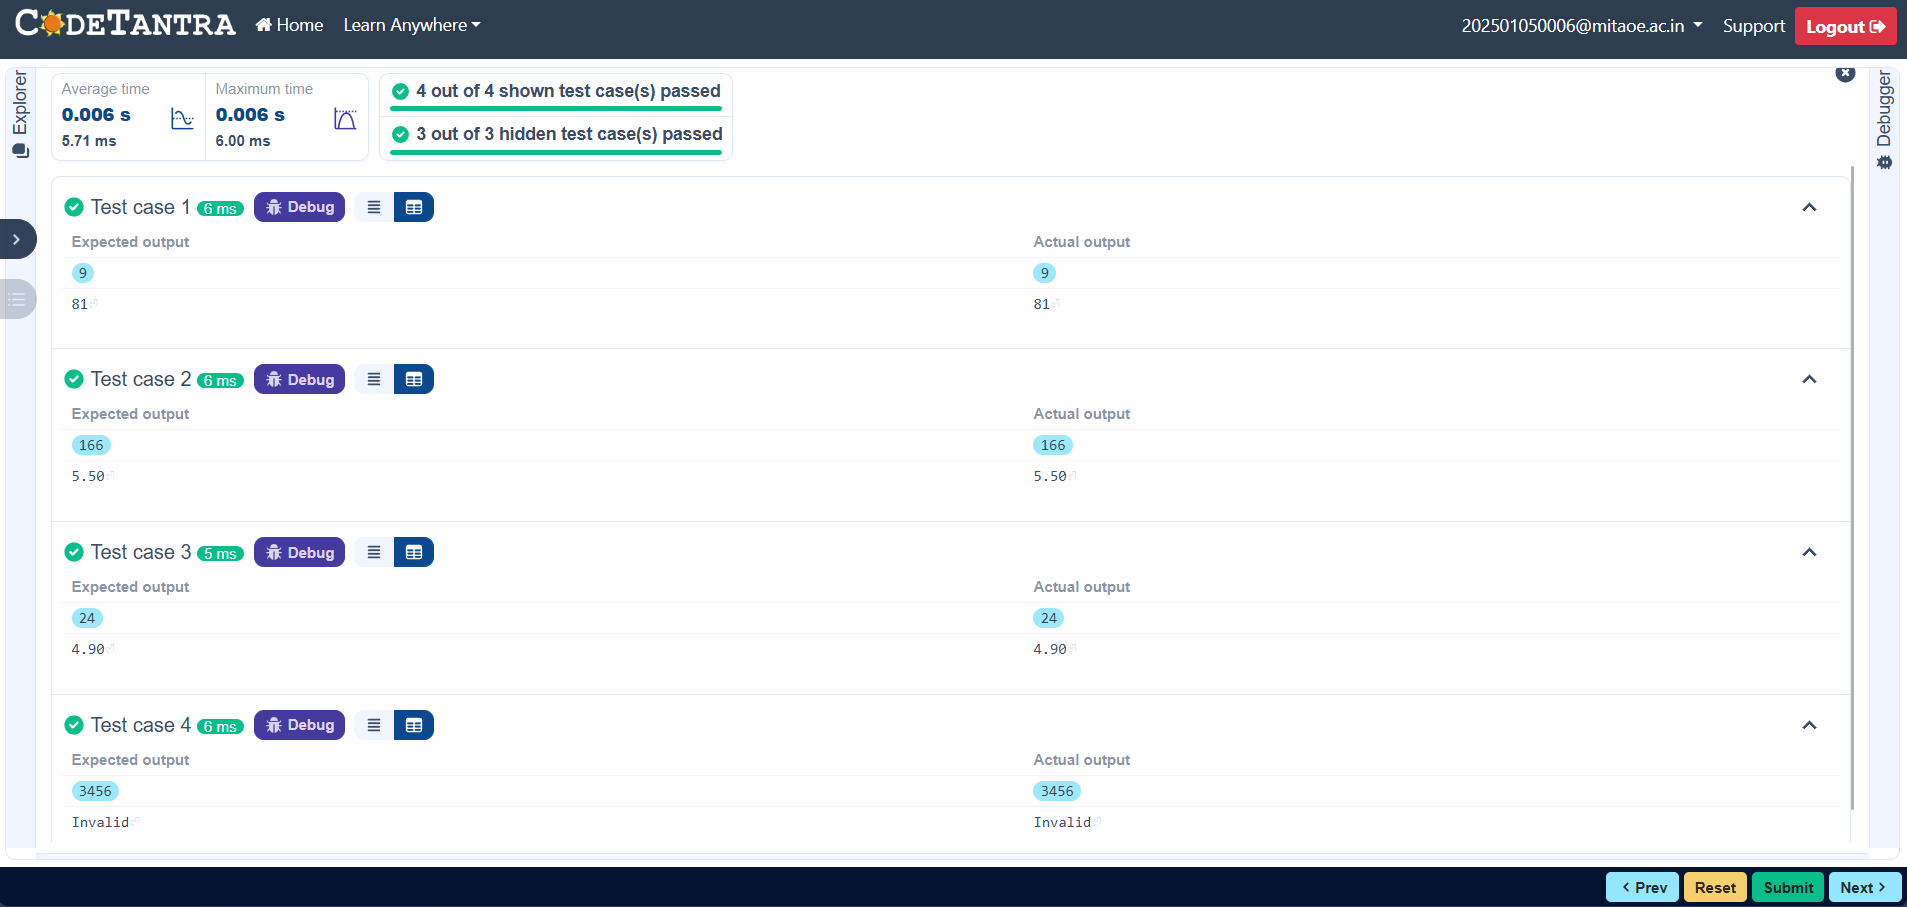 CODETANTRA Home Learn Anywhere 202501050006@mitaoe.ac.in Support Logout
Explorer
Debugger
Average time
0.006 s
5.71 ms
Maximum time
0.006 s
6.00 ms
4 out of 4 shown test case(s) passed
3 out of 3 hidden test case(s) passed
Test case 1 6 ms Debug
Expected output Actual output
9 9
81 81
Test case 2 6 ms Debug
Expected output Actual output
166 166
5.50 5.50
Test case 3 5 ms Debug
Expected output Actual output
24 24
4.90 4.90
Test case 4 6 ms Debug
Expected output Actual output
3456 3456
Invalid Invalid
Prev Reset Submit Next